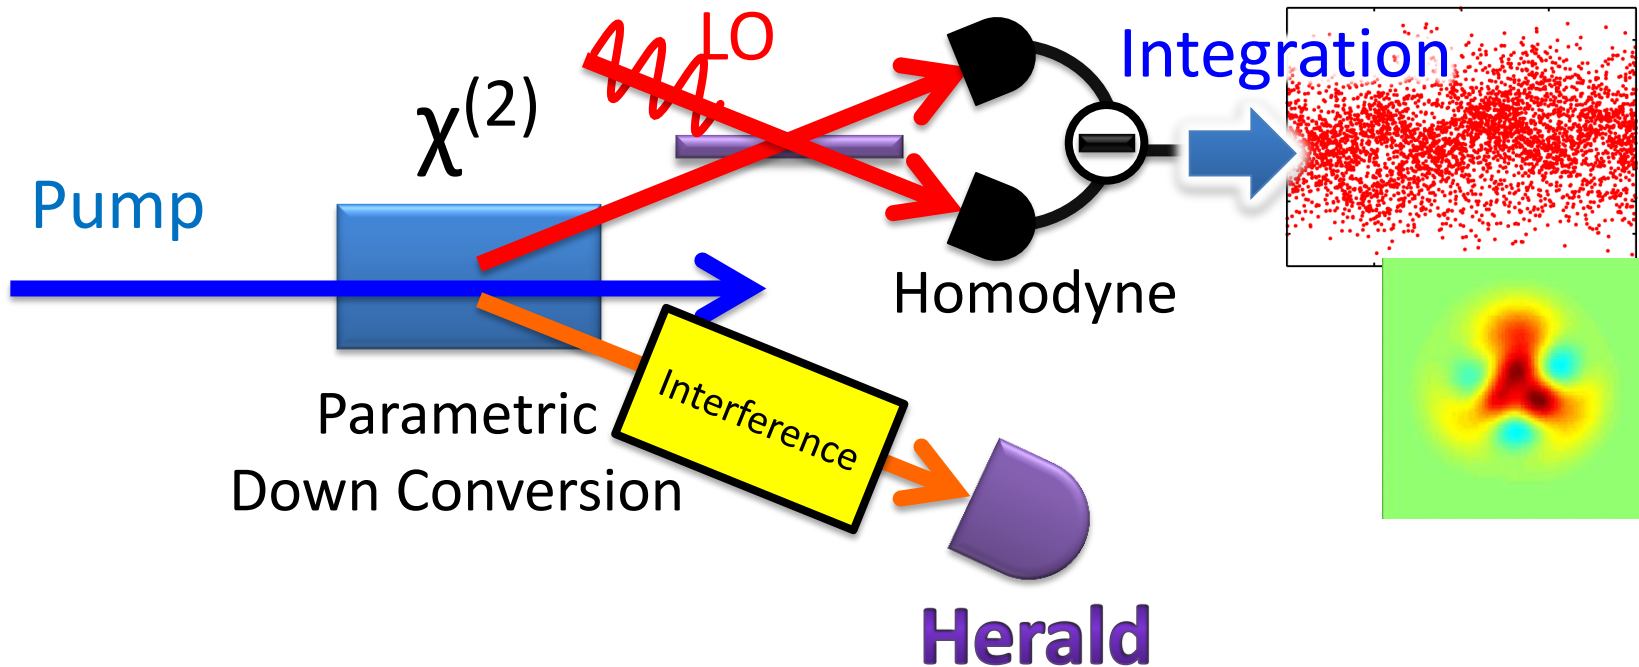 LO
Integration
χ(2)
Pump
Homodyne
Interference
Parametric
Down Conversion
Herald